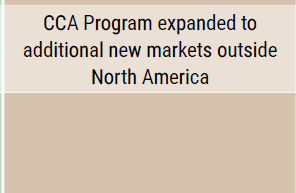 CCA Program expanded to
additional new markets outside
North America